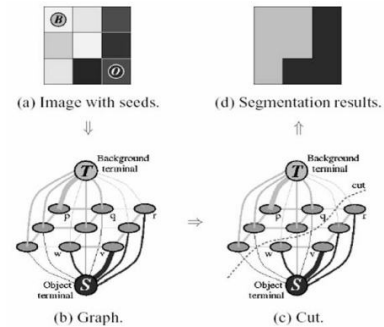 B
O
(a) Image with seeds.
(d) Segmentation results.
Background
terminal
T
p
q
r
w
v
S
Object
terminal
(b) Graph.
Background
terminal
T
cut
p
q
r
w
v
S
Object
terminal
(c) Cut.